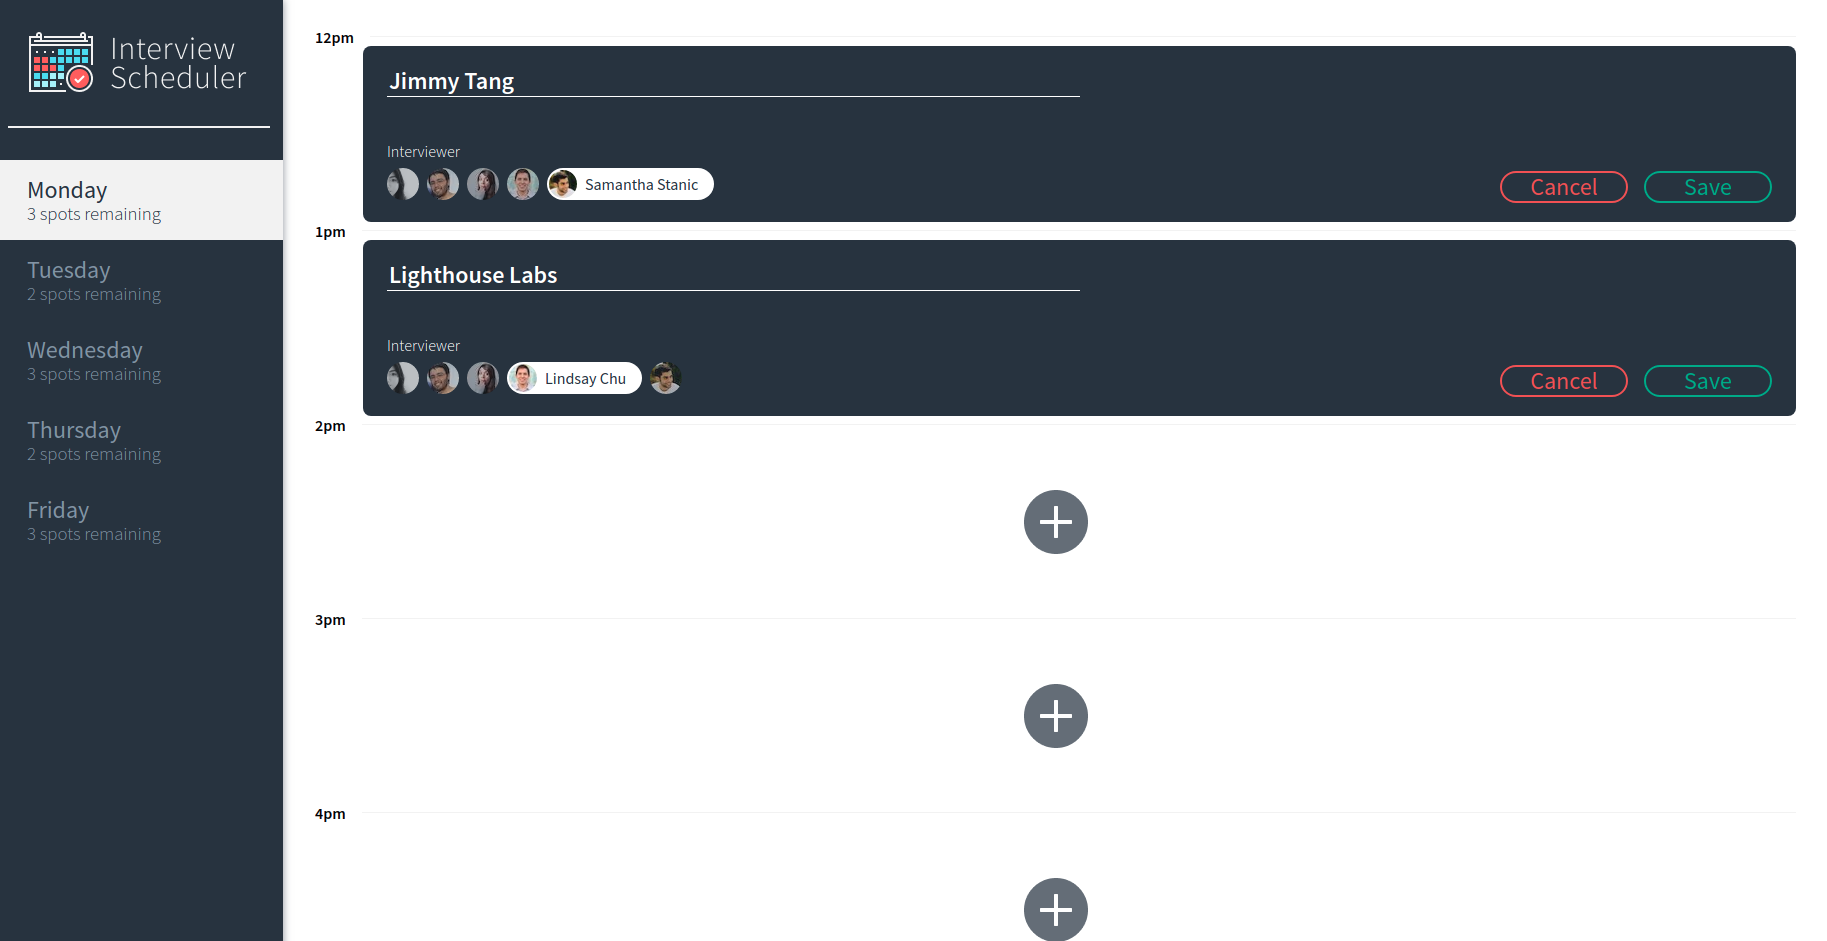 Interview
Scheduler
Monday
3 spots remaining
Tuesday
2 spots remaining
Wednesday
3 spots remaining
Thursday
2 spots remaining
Friday
3 spots remaining
12pm
Jimmy Tang
Interviewer
Samantha Stanic
Cancel
Save
1pm
Lighthouse Labs
Interviewer
Lindsay Chu
Cancel
Save
2pm
3pm
4pm